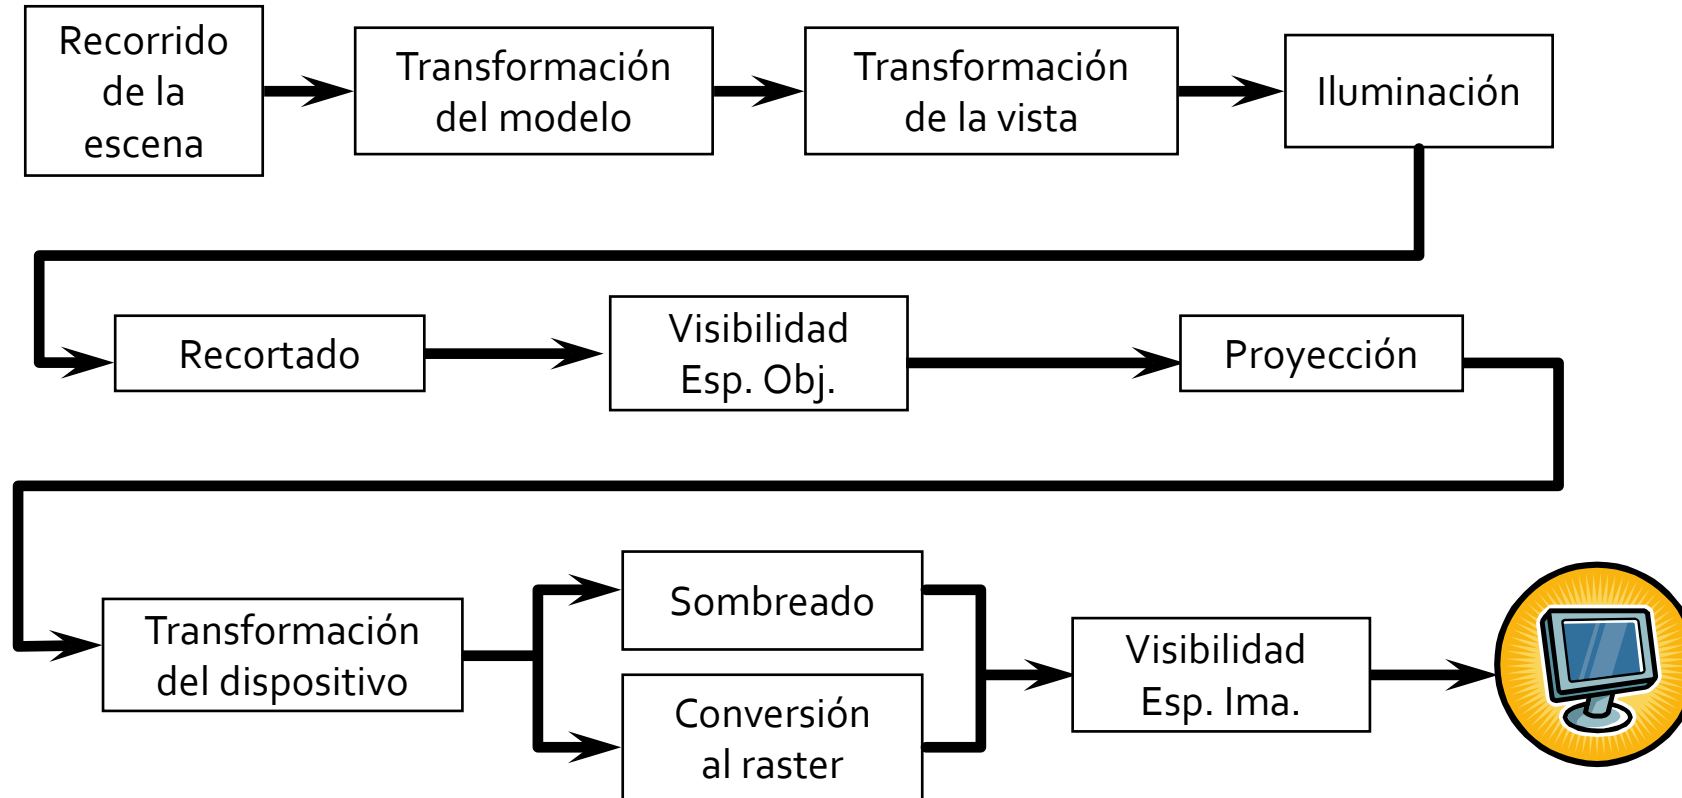 Recorrido
de la
escena
Transformación
del modelo
Transformación
de la vista
Iluminación
Recortado
Visibilidad
Esp. Obj.
Proyección
Transformación
del dispositivo
Sombreado
Conversión
al raster
Visibilidad
Esp. Ima.